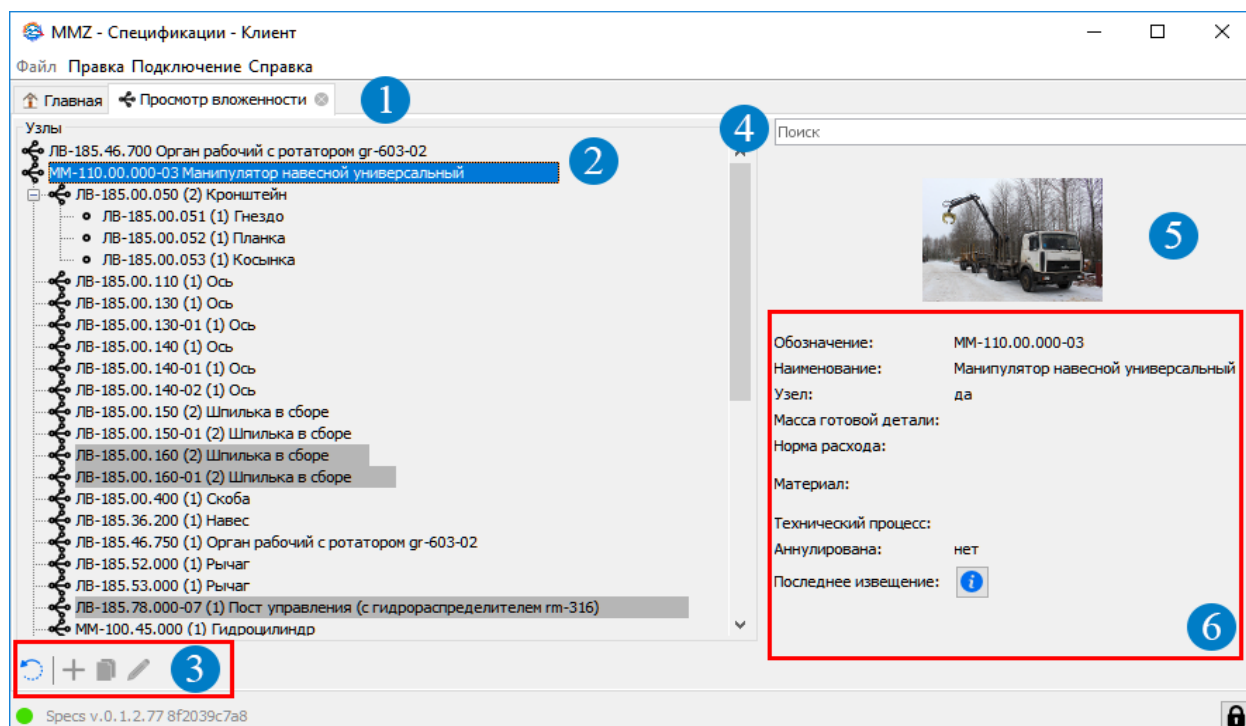 MMZ - Спецификации - Клиент
Файл Правка Подключение Справка
Главная Просмотр вложенности 1
Узлы
ЛВ-185.46.700 Орган рабочий с ротатором gr-603-02
ММ-110.00.000-03 Манипулятор навесной универсальный
2
ЛВ-185.00.050 (2) Кронштейн
ЛВ-185.00.051 (1) Гнездо
ЛВ-185.00.052 (1) Планка
ЛВ-185.00.053 (1) Косынка
ЛВ-185.00.110 (1) Ось
ЛВ-185.00.130 (1) Ось
ЛВ-185.00.130-01 (1) Ось
ЛВ-185.00.140 (1) Ось
ЛВ-185.00.140-01 (1) Ось
ЛВ-185.00.140-02 (1) Ось
ЛВ-185.00.150 (2) Шпилька в сборе
ЛВ-185.00.150-01 (2) Шпилька в сборе
ЛВ-185.00.160 (2) Шпилька в сборе
ЛВ-185.00.160-01 (2) Шпилька в сборе
ЛВ-185.00.400 (1) Скоба
ЛВ-185.36.200 (1) Навес
ЛВ-185.46.750 (1) Орган рабочий с ротатором gr-603-02
ЛВ-185.52.000 (1) Рычаг
ЛВ-185.53.000 (1) Рычаг
ЛВ-185.78.000-07 (1) Пост управления (с гидрораспределителем rm-316)
ММ-100.45.000 (1) Гидроцилиндр
3
4 Поиск
5
Обозначение: ММ-110.00.000-03
Наименование: Манипулятор навесной универсальный
Узел: да
Масса готовой детали:
Норма расхода:
Материал:
Технический процесс:
Аннулирована: нет
Последнее извещение: i
6
Specs v.0.1.2.77 8f2039c7a8